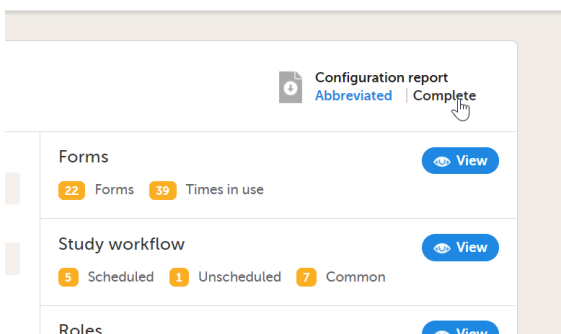 Configuration report
Abbreviated Complete
Forms
View
22 Forms 39 Times in use
Study workflow
View
5 Scheduled 1 Unscheduled 7 Common
Roles
View